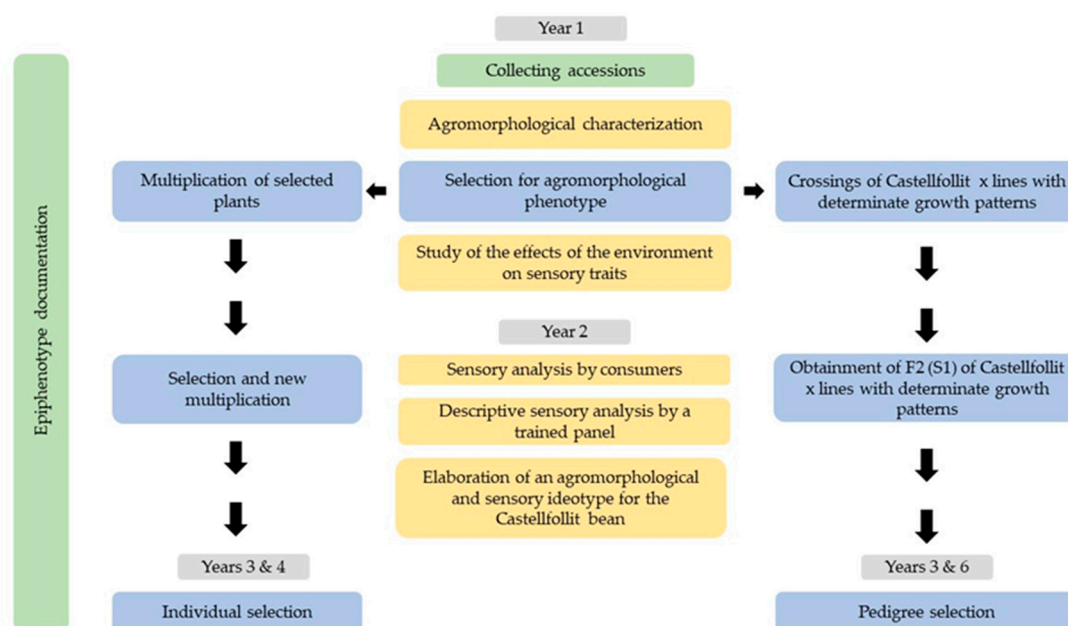 Year 1
Collecting accessions
Agromorphological characterization
Multiplication of selected
plants
Selection for agromorphological
phenotype
Crossings of Castellfollit x lines with
determinate growth patterns
Study of the effects of the environment
on sensory traits
Epiphenotype documentation
Year 2
Selection and new
multiplication
Sensory analysis by consumers
Descriptive sensory analysis by a
trained panel
Elaboration of an agromorphological
and sensory ideotype for the
Castellfollit bean
Obtainment of F2 (S1) of Castellfollit
x lines with determinate growth
patterns
Years 3 & 4
Individual selection
Years 3 & 6
Pedigree selection